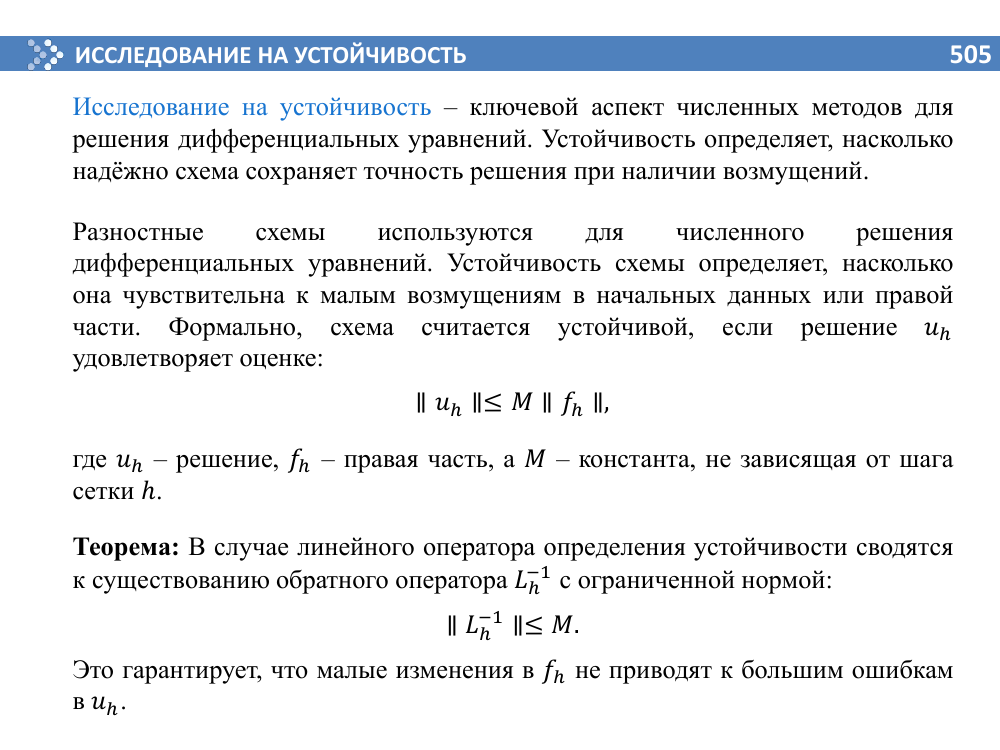 ИССЛЕДОВАНИЕ НА УСТОЙЧИВОСТЬ 505
Исследование на устойчивость – ключевой аспект численных методов для
решения дифференциальных уравнений. Устойчивость определяет, насколько
надёжно схема сохраняет точность решения при наличии возмущений.
Разностные схемы используются для численного решения
дифференциальных уравнений. Устойчивость схемы определяет, насколько
она чувствительна к малым возмущениям в начальных данных или правой
части. Формально, схема считается устойчивой, если решение $u_h$
удовлетворяет оценке:
$\| u_h \| \leq M \| f_h \|,$
где $u_h$ – решение, $f_h$ – правая часть, а $M$ – константа, не зависящая от шага
сетки $h$.
Теорема: В случае линейного оператора определения устойчивости сводятся
к существованию обратного оператора $L_h^{-1}$ с ограниченной нормой:
$\| L_h^{-1} \| \leq M.$
Это гарантирует, что малые изменения в $f_h$ не приводят к большим ошибкам
в $u_h$.